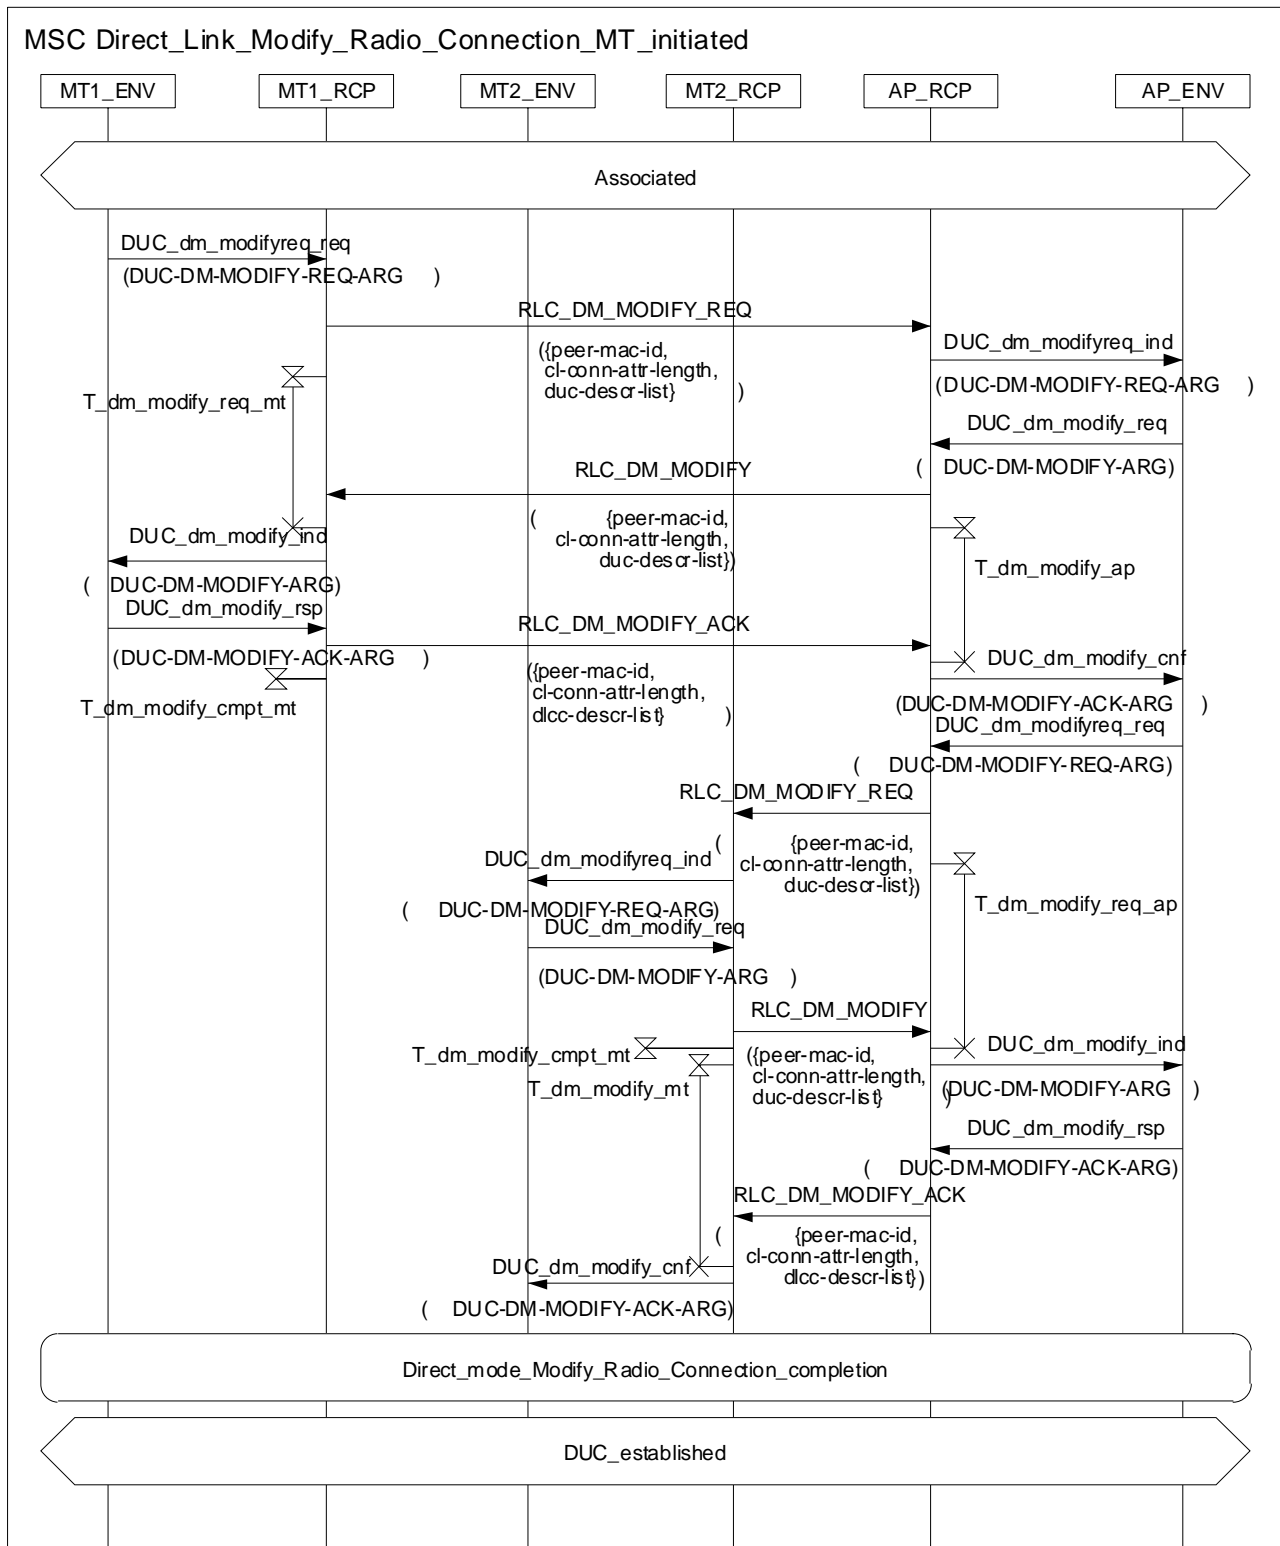 MSC Direct_Link_Modify_Radio_Connection_MT_initiated
MT1_ENV MT1_RCP MT2_ENV MT2_RCP AP_RCP AP_ENV
Associated
DUC_dm_modifyreq_req
(DUC-DM-MODIFY-REQ-ARG )
RLC_DM_MODIFY_REQ
({peer-mac-id,
cl-conn-attr-length,
duc-descr-list} )
DUC_dm_modifyreq_ind
(DUC-DM-MODIFY-REQ-ARG )
T_dm_modify_req_mt
DUC_dm_modify_req
( DUC-DM-MODIFY-ARG)
RLC_DM_MODIFY
( {peer-mac-id,
cl-conn-attr-length,
duc-descr-list})
DUC_dm_modify_ind
( DUC-DM-MODIFY-ARG)
T_dm_modify_ap
DUC_dm_modify_rsp
(DUC-DM-MODIFY-ACK-ARG )
RLC_DM_MODIFY_ACK
({peer-mac-id,
cl-conn-attr-length,
dlcc-descr-list} )
DUC_dm_modify_cnf
(DUC-DM-MODIFY-ACK-ARG )
T_dm_modify_cmpt_mt
DUC_dm_modifyreq_req
( DUC-DM-MODIFY-REQ-ARG)
RLC_DM_MODIFY_REQ
( {peer-mac-id,
cl-conn-attr-length,
duc-descr-list})
DUC_dm_modifyreq_ind
( DUC-DM-MODIFY-REQ-ARG)
T_dm_modify_req_ap
DUC_dm_modify_req
(DUC-DM-MODIFY-ARG )
RLC_DM_MODIFY
({peer-mac-id,
cl-conn-attr-length,
duc-descr-list} )
T_dm_modify_cmpt_mt
T_dm_modify_mt
DUC_dm_modify_ind
(DUC-DM-MODIFY-ARG )
DUC_dm_modify_rsp
( DUC-DM-MODIFY-ACK-ARG)
RLC_DM_MODIFY_ACK
( {peer-mac-id,
cl-conn-attr-length,
dlcc-descr-list})
DUC_dm_modify_cnf
( DUC-DM-MODIFY-ACK-ARG)
Direct_mode_Modify_Radio_Connection_completion
DUC_established